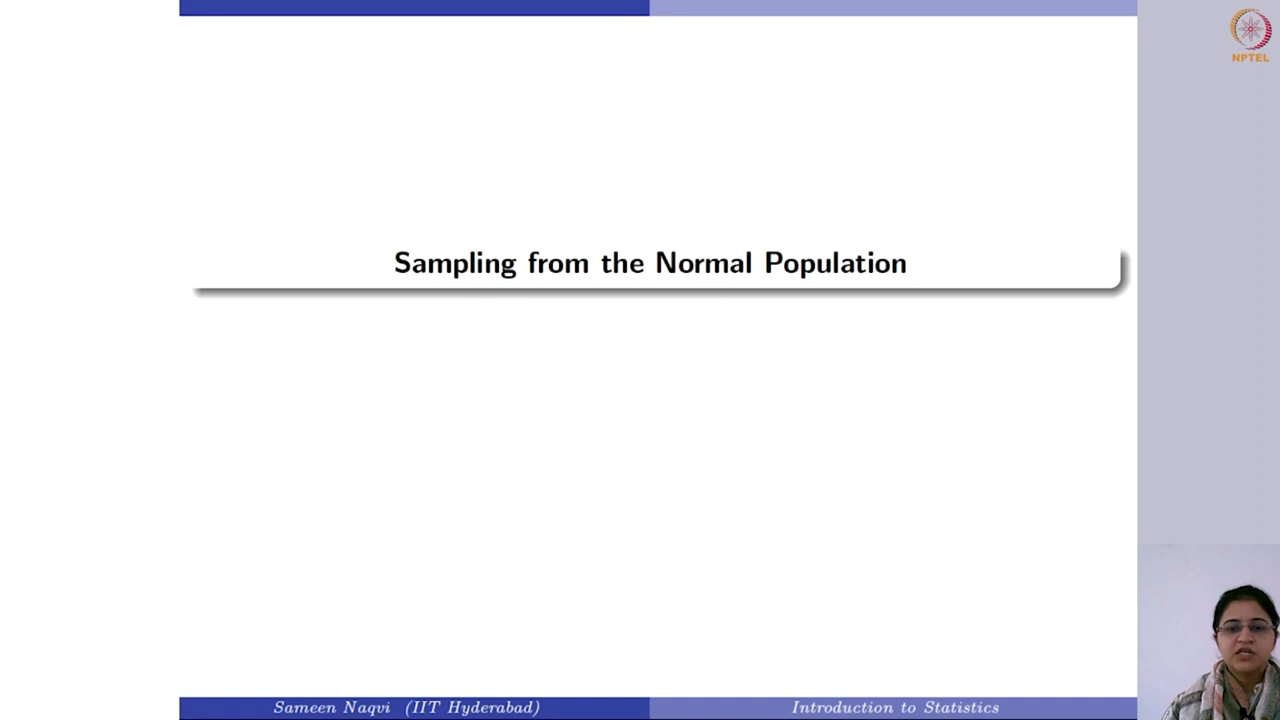 NPTEL
Sampling from the Normal Population
Sameen Naqvi (IIT Hyderabad)
Introduction to Statistics